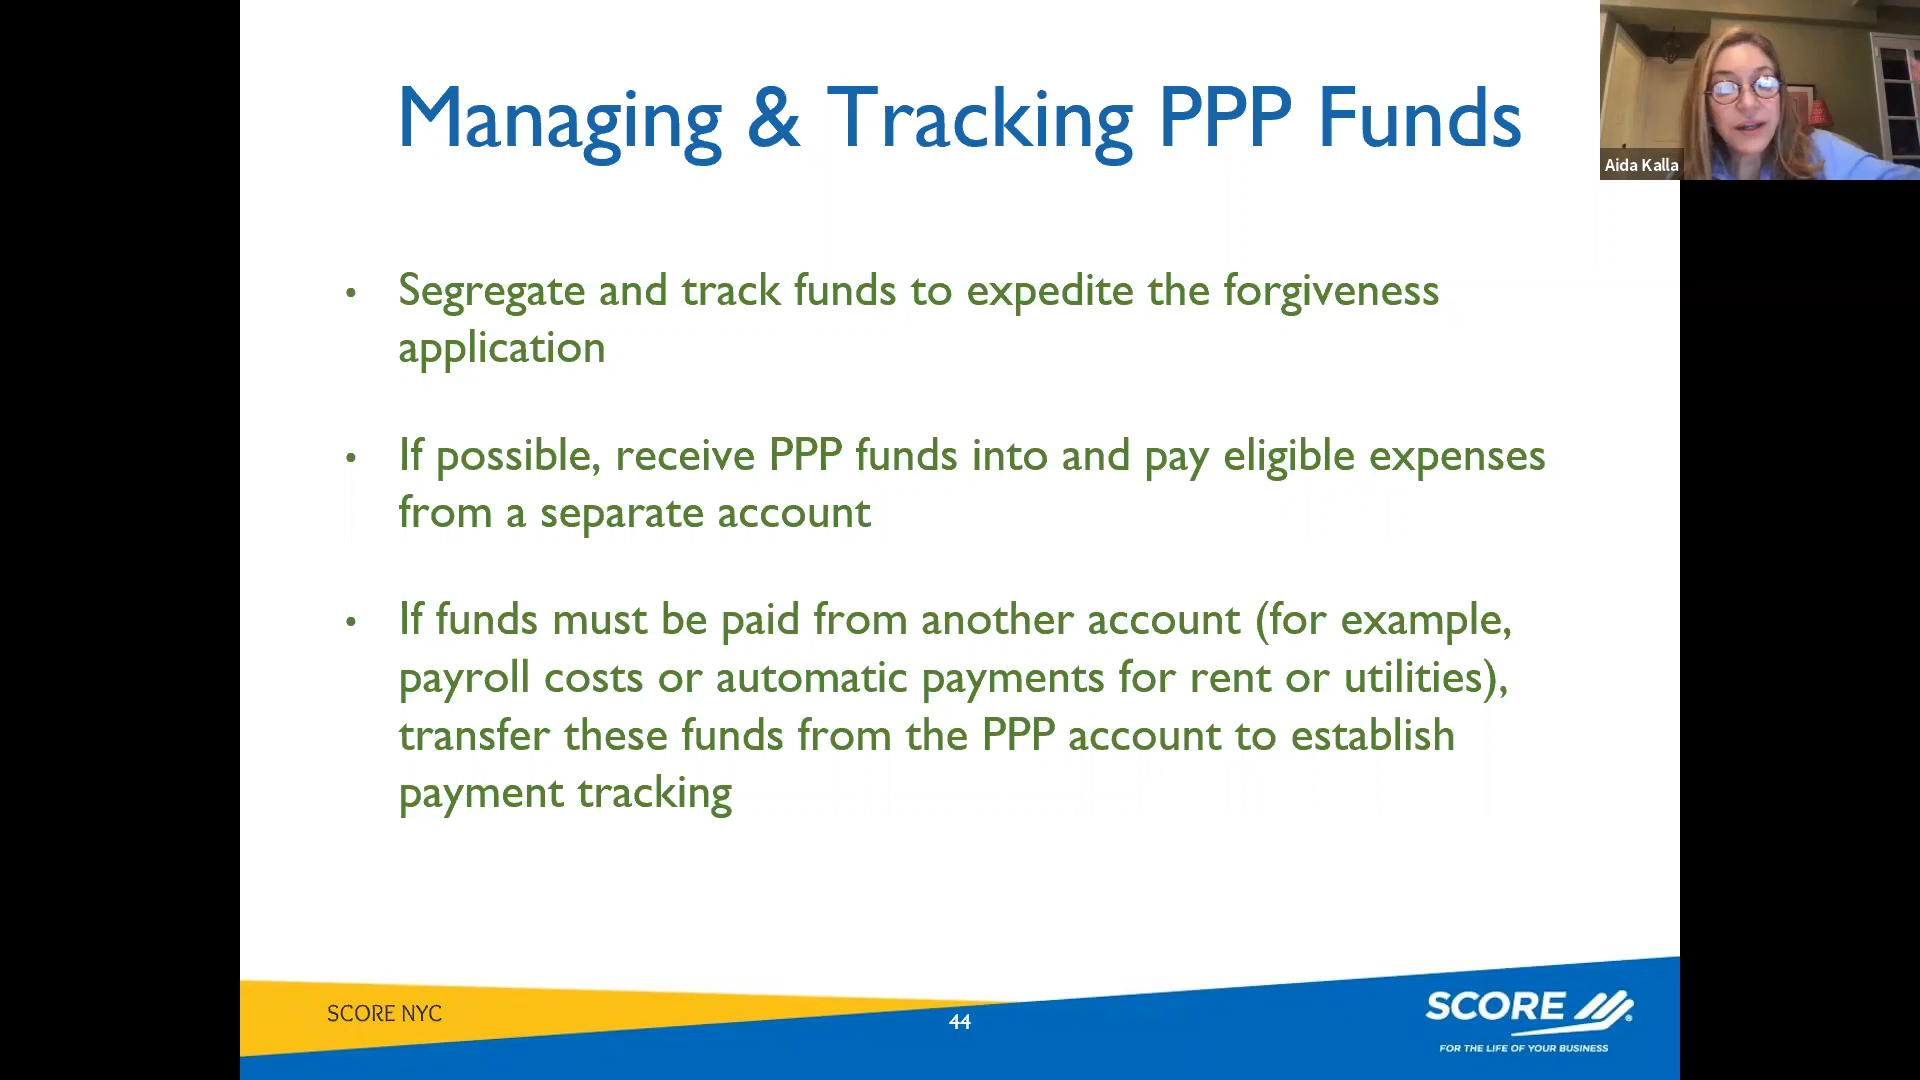 Managing & Tracking PPP Funds
Aida Kalla
• Segregate and track funds to expedite the forgiveness
application
• If possible, receive PPP funds into and pay eligible expenses
from a separate account
• If funds must be paid from another account (for example,
payroll costs or automatic payments for rent or utilities),
transfer these funds from the PPP account to establish
payment tracking
SCORE NYC
44
SCORE
FOR THE LIFE OF YOUR BUSINESS